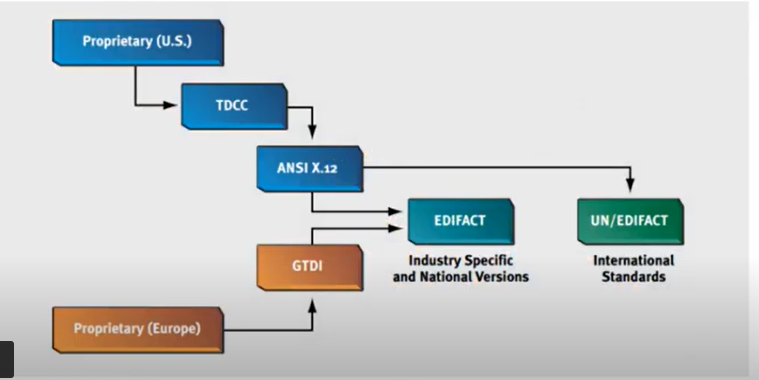 Proprietary (U.S.)
TDCC
ANSI X.12
EDIFACT
UN/EDIFACT
Industry Specific
and National Versions
International
Standards
GTDI
Proprietary (Europe)